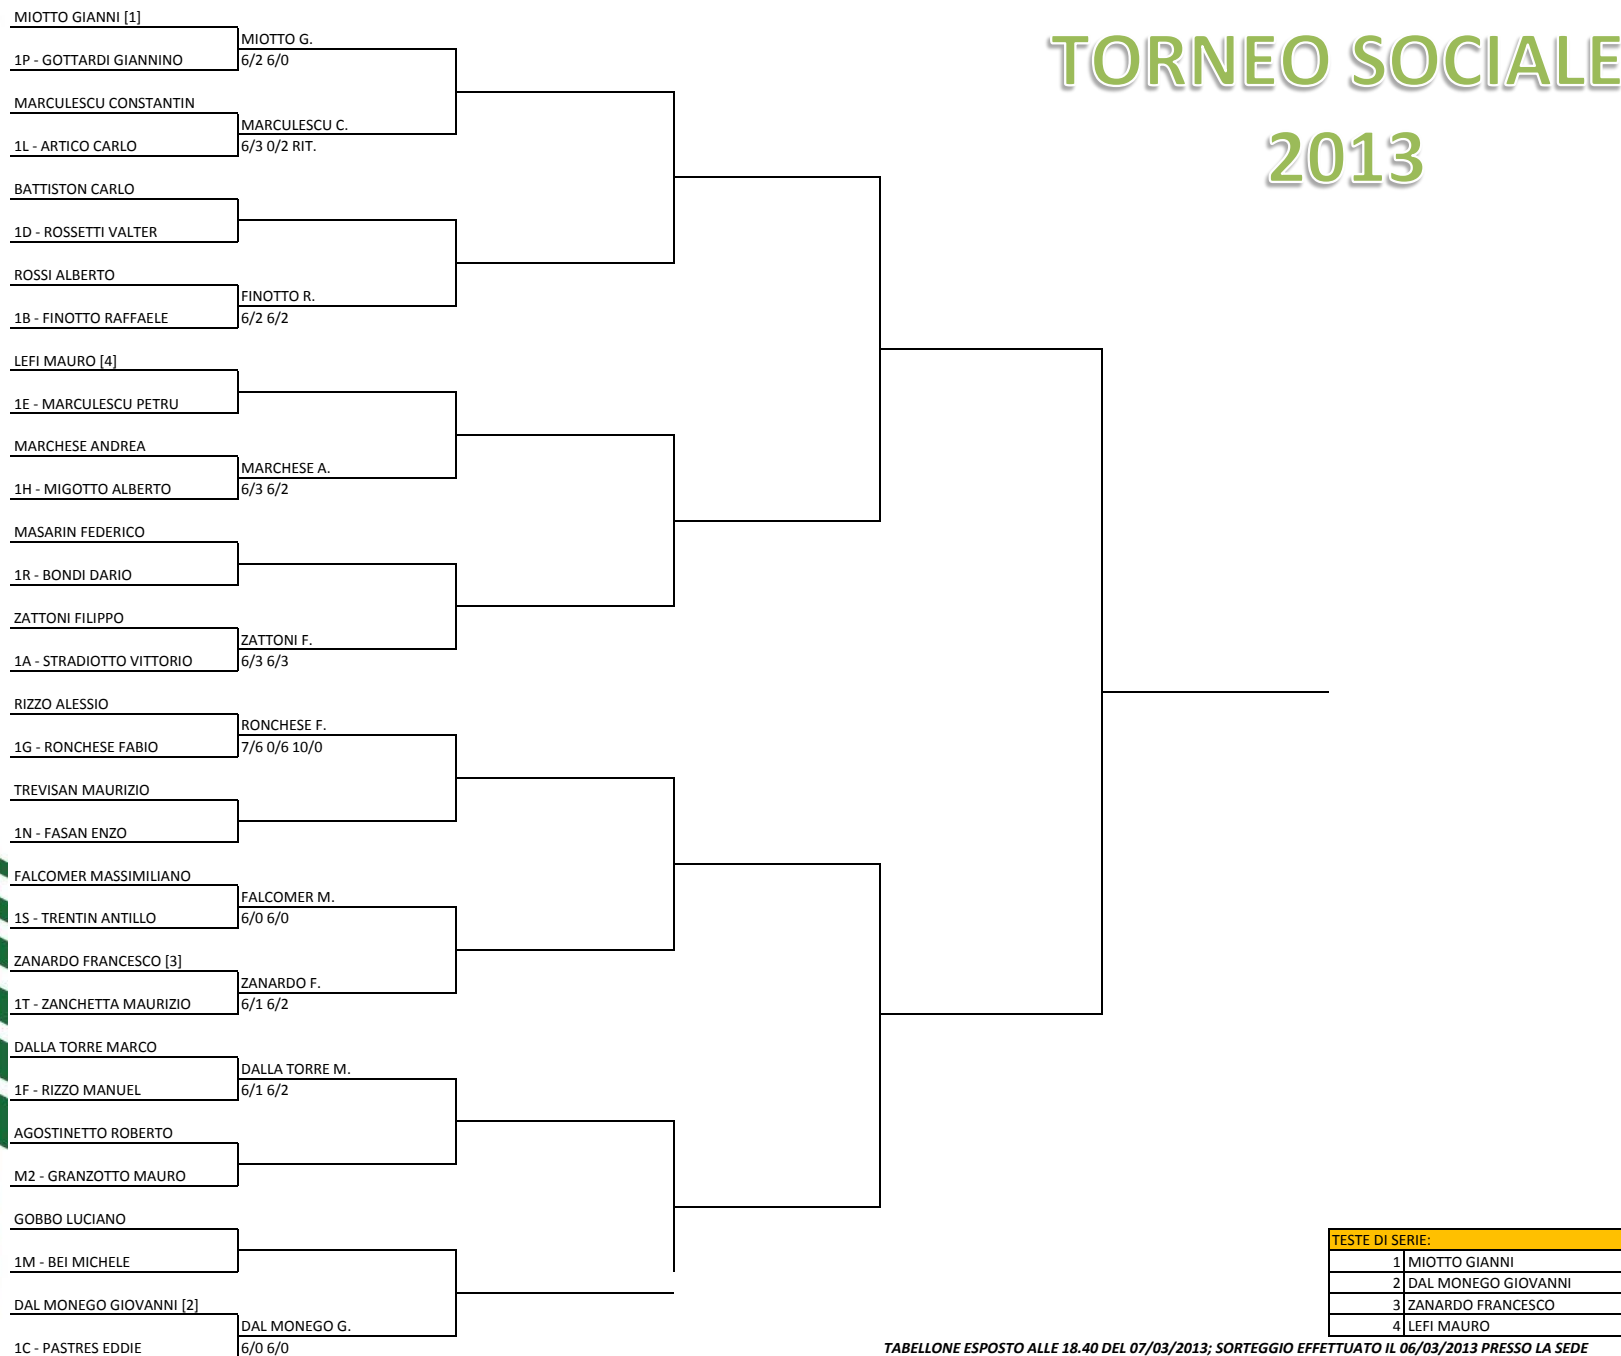 MIOTTO GIANNI [1]
MIOTTO G.
1P - GOTTARDI GIANNINO
6/2 6/0
TORNEO SOCIALE
2013
MARCULESCU CONSTANTIN
MARCULESCU C.
1L - ARTICO CARLO
6/3 0/2 RIT.
BATTISTON CARLO
1D - ROSSETTI VALTER
ROSSI ALBERTO
FINOTTO R.
1B - FINOTTO RAFFAELE
6/2 6/2
LEFI MAURO [4]
1E - MARCULESCU PETRU
MARCHESE ANDREA
MARCHESE A.
1H - MIGOTTO ALBERTO
6/3 6/2
MASARIN FEDERICO
1R - BONDI DARIO
ZATTONI FILIPPO
ZATTONI F.
1A - STRADIOTTO VITTORIO
6/3 6/3
RIZZO ALESSIO
RONCHESE F.
1G - RONCHESE FABIO
7/6 0/6 10/0
TREVISAN MAURIZIO
1N - FASAN ENZO
FALCOMER MASSIMILIANO
FALCOMER M.
1S - TRENTIN ANTILLO
6/0 6/0
ZANARDO FRANCESCO [3]
ZANARDO F.
1T - ZANCHETTA MAURIZIO
6/1 6/2
DALLA TORRE MARCO
DALLA TORRE M.
1F - RIZZO MANUEL
6/1 6/2
AGOSTINETTO ROBERTO
M2 - GRANZOTTO MAURO
GOBBO LUCIANO
1M - BEI MICHELE
DAL MONEGO GIOVANNI [2]
DAL MONEGO G.
1C - PASTRES EDDIE
6/0 6/0
TESTE DI SERIE:
1 MIOTTO GIANNI
2 DAL MONEGO GIOVANNI
3 ZANARDO FRANCESCO
4 LEFI MAURO
TABELLONE ESPOSTO ALLE 18.40 DEL 07/03/2013; SORTEGGIO EFFETTUATO IL 06/03/2013 PRESSO LA SEDE